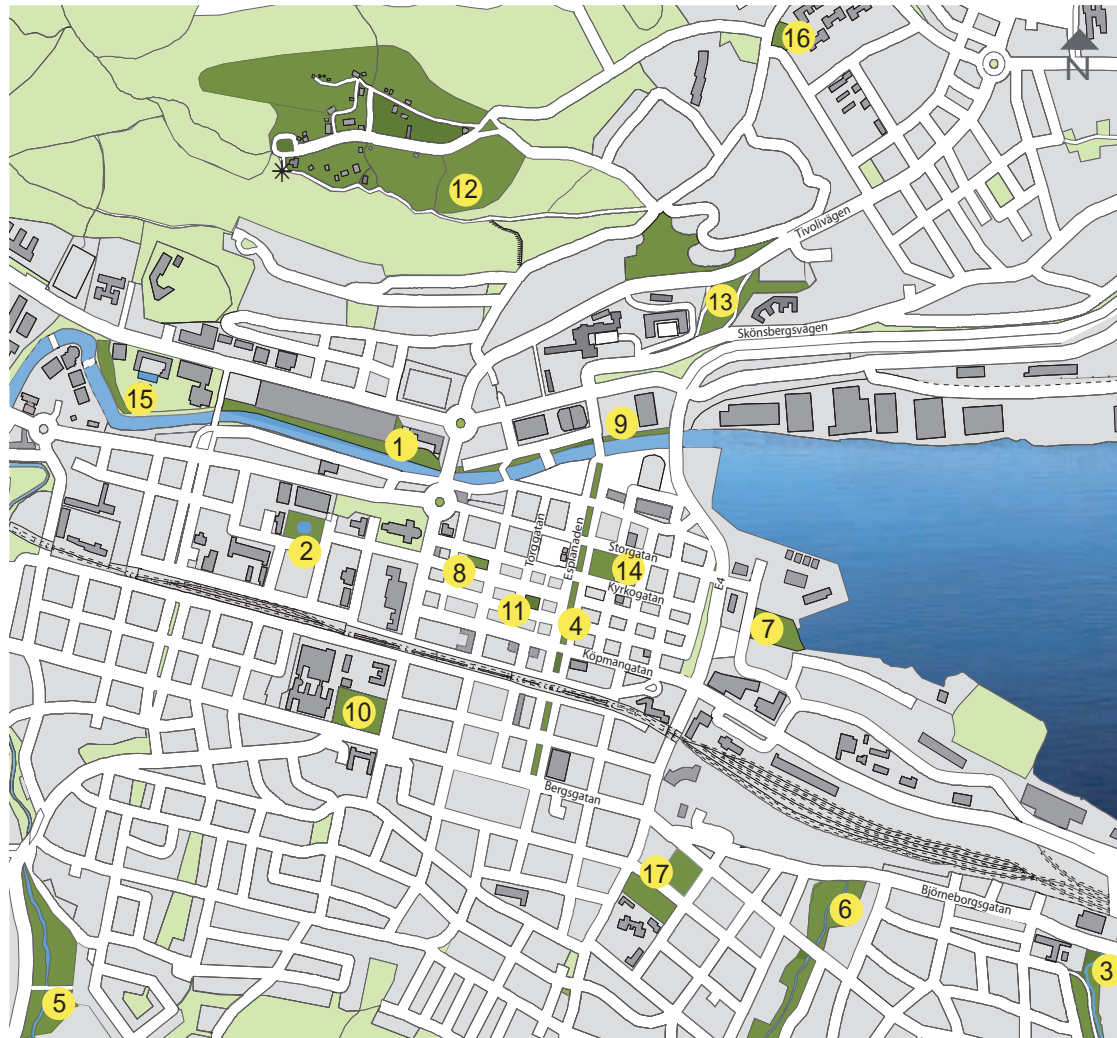 16
N
12
Tivolivägen
13
Skönsbergsvägen
15
9
1
Torggatan
Esplanaden
2
Storgatan
8
14
E4
Kyrkogatan
11
4
7
Köpmangatan
10
Bergsgatan
17
Björneborgsgatan
6
3
5